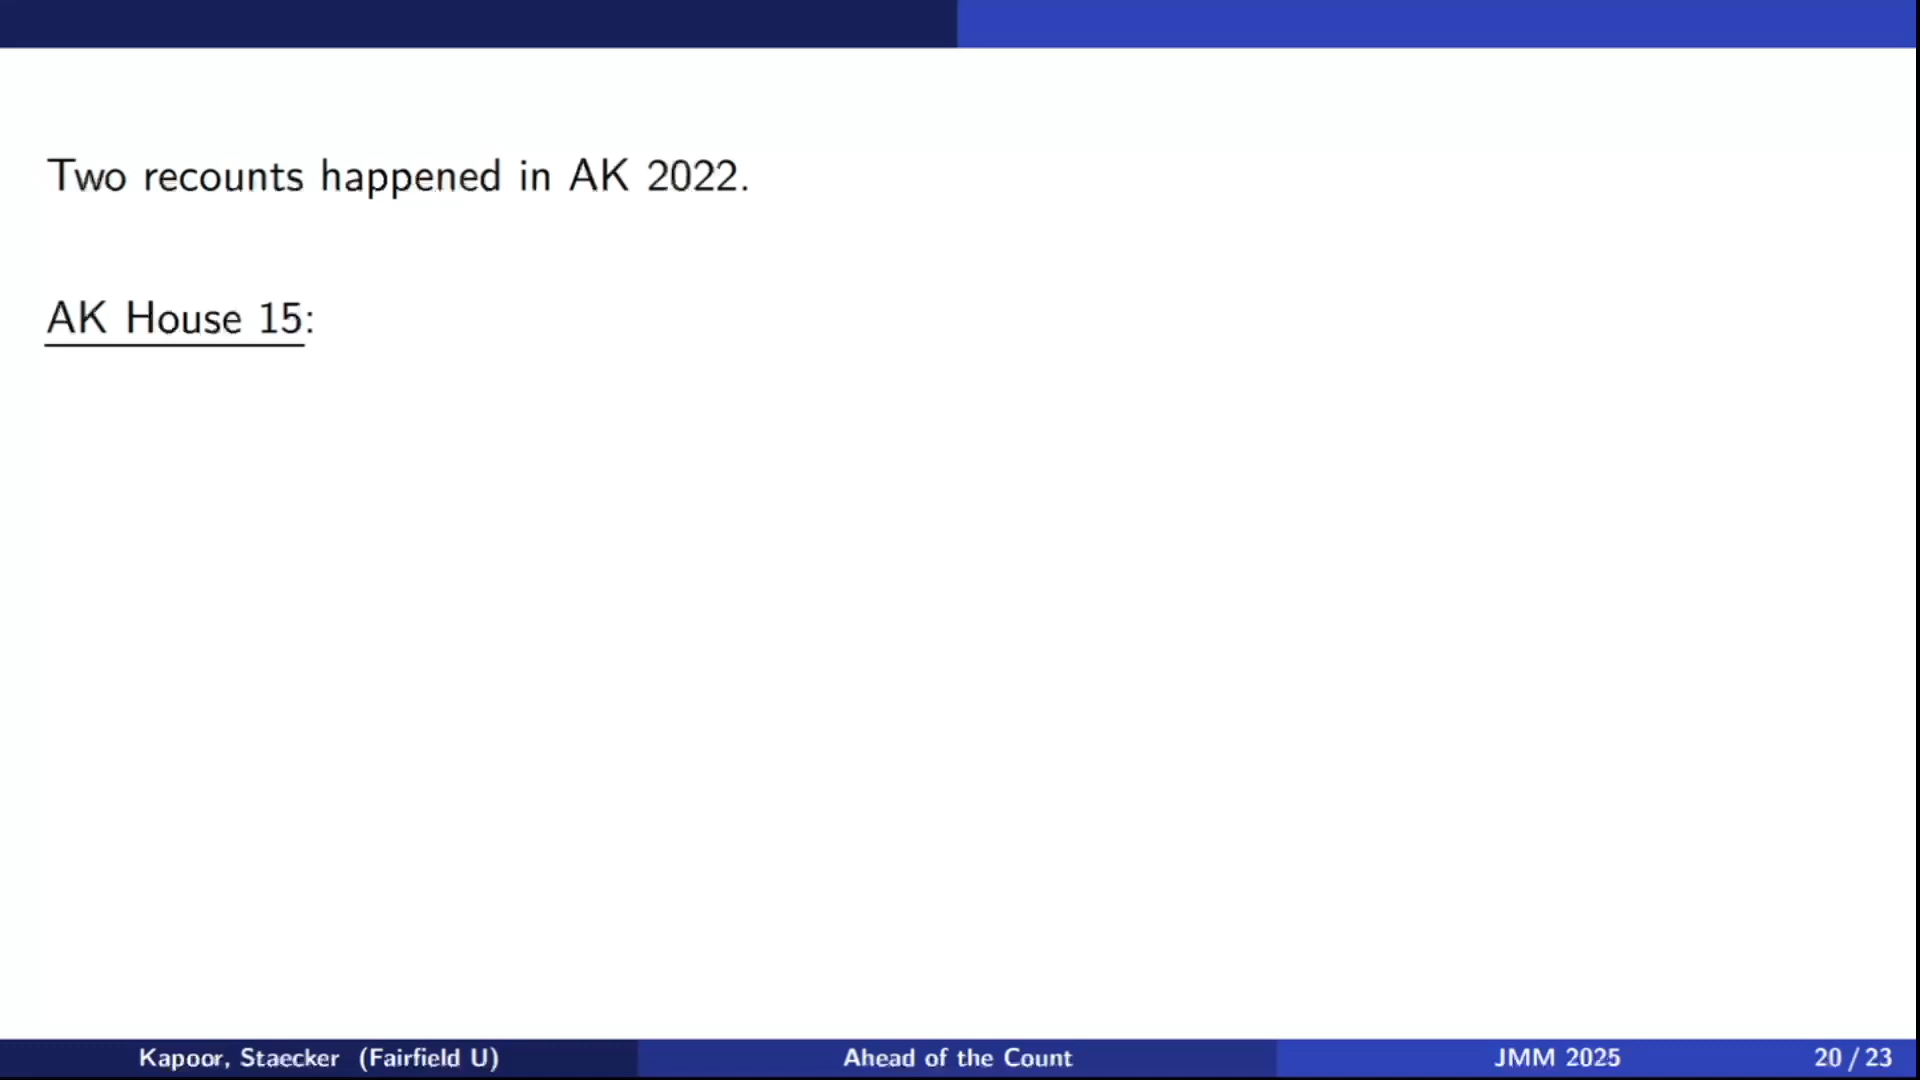 Two recounts happened in AK 2022.
AK House 15:
Kapoor, Staecker (Fairfield U) Ahead of the Count JMM 2025 20 / 23